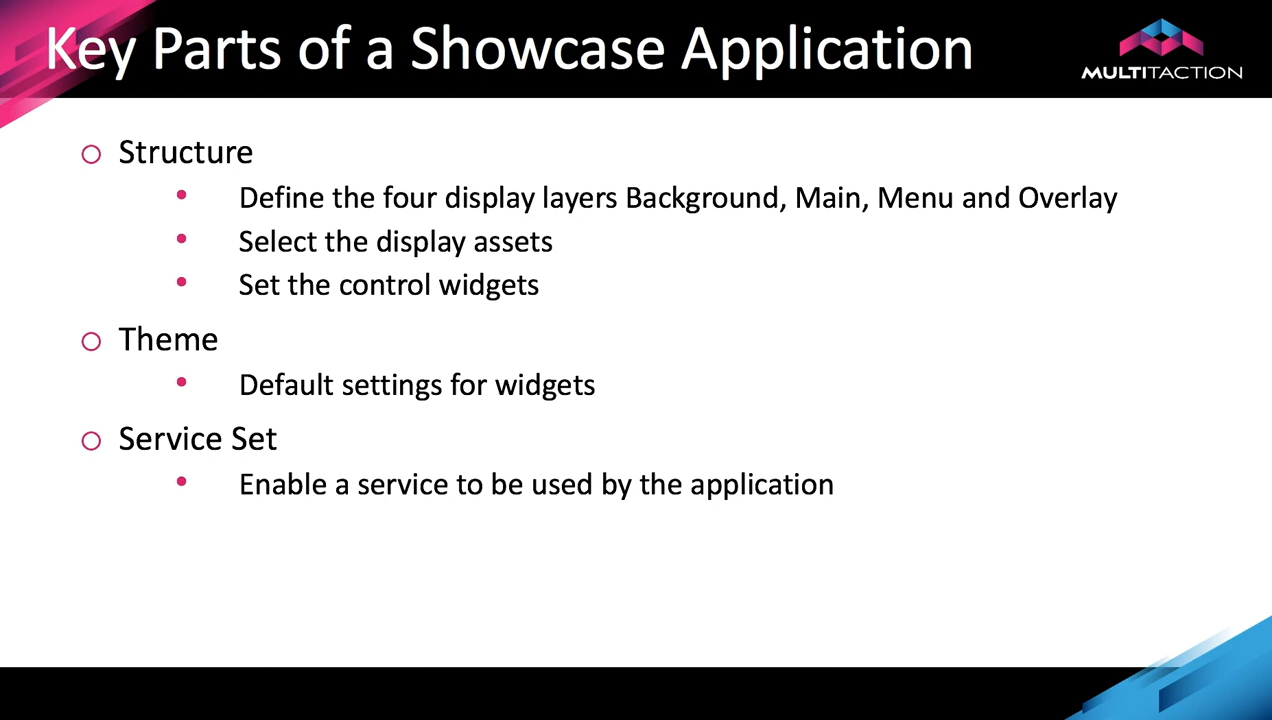 Key Parts of a Showcase Application
MULTITACTION
Structure
Define the four display layers Background, Main, Menu and Overlay
Select the display assets
Set the control widgets
Theme
Default settings for widgets
Service Set
Enable a service to be used by the application